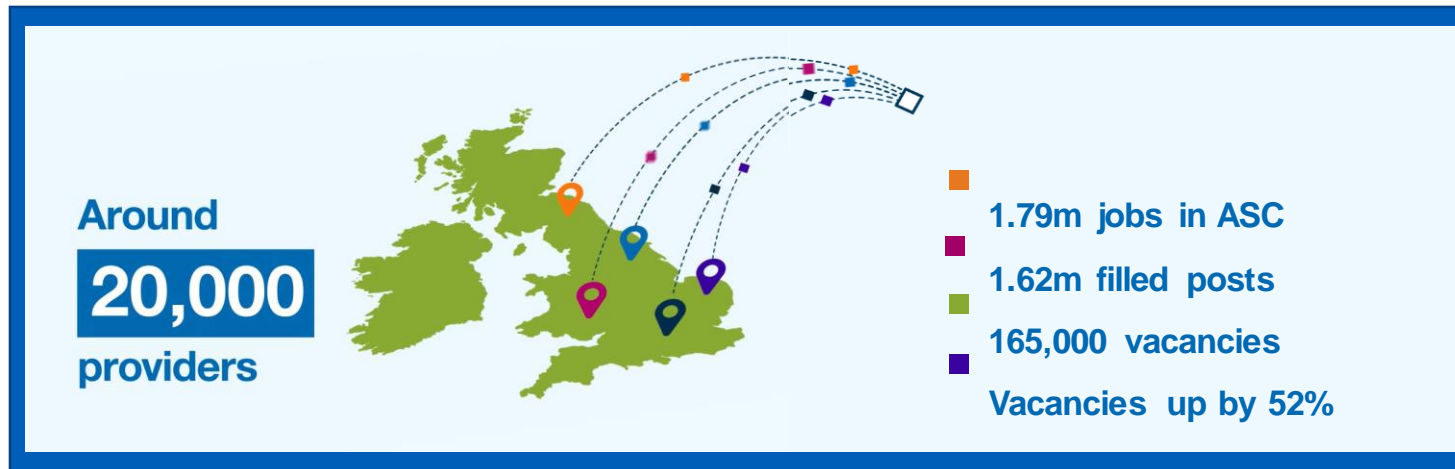 Around
20,000
providers
1.79m jobs in ASC
1.62m filled posts
165,000 vacancies
Vacancies up by 52%